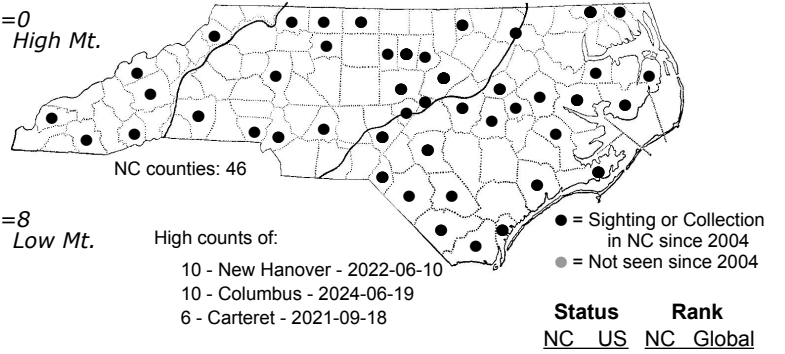 =0
High Mt.
NC counties: 46
=8
Low Mt.
High counts of:
10 - New Hanover - 2022-06-10
10 - Columbus - 2024-06-19
6 - Carteret - 2021-09-18
= Sighting or Collection
in NC since 2004
= Not seen since 2004
Status Rank
NC US NC Global